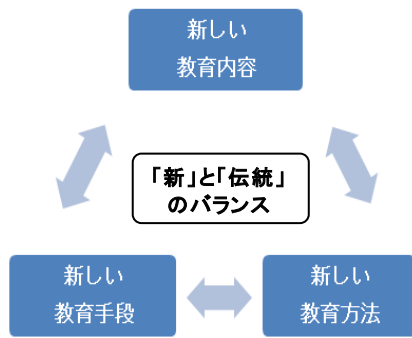 新しい
教育内容
「新」と「伝統」
のバランス
新しい
教育手段
新しい
教育方法